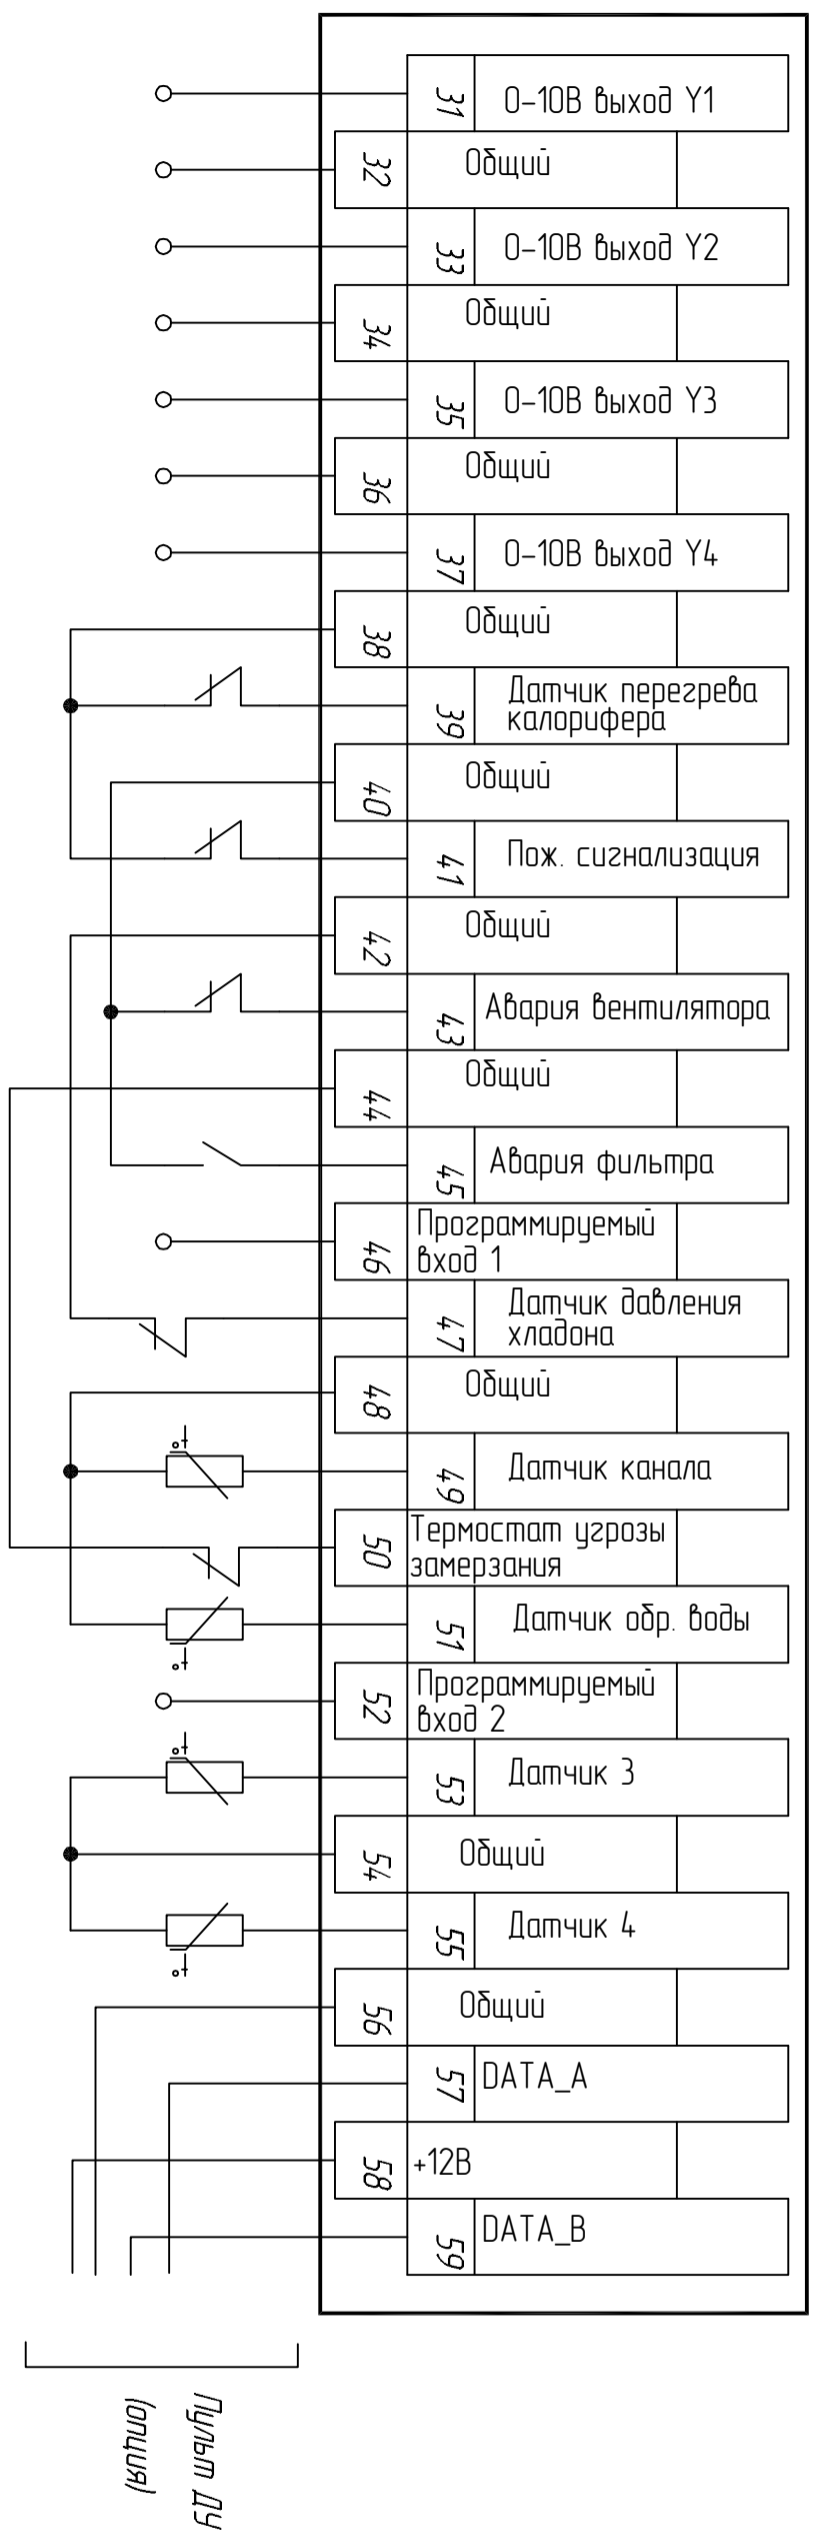 31 0-10В выход Y1
32 Общий
33 0-10В выход Y2
34 Общий
35 0-10В выход Y3
36 Общий
37 0-10В выход Y4
38 Общий
39 Датчик перегрева
калорифера
40 Общий
41 Пож. сигнализация
42 Общий
43 Авария вентилятора
44 Общий
45 Авария фильтра
46 Программируемый
вход 1
47 Датчик давления
хладона
48 Общий
t°
49 Датчик канала
50 Термостат угрозы
замерзания
51 Датчик обр. воды
t°
52 Программируемый
вход 2
t°
53 Датчик 3
54 Общий
55 Датчик 4
t°
56 Общий
57 DATA_A
58 +12В
59 DATA_B
Пульт ДУ
(опция)